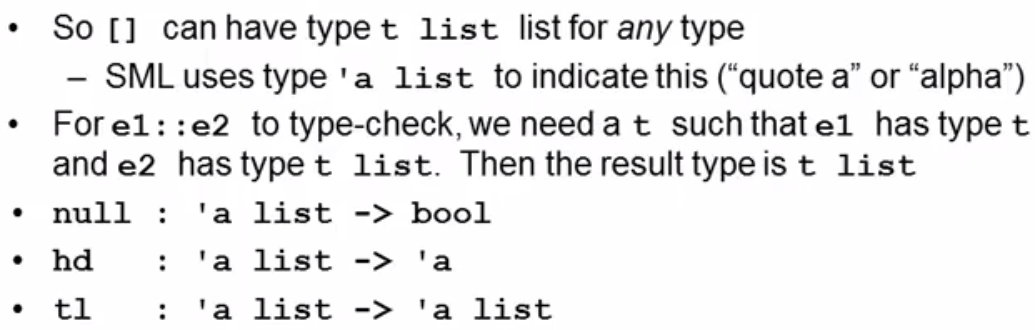 • So [] can have type t list list for any type
– SML uses type 'a list to indicate this (“quote a” or “alpha”)
• For e1::e2 to type-check, we need a t such that e1 has type t
and e2 has type t list. Then the result type is t list
• null : 'a list -> bool
• hd : 'a list -> 'a
• tl : 'a list -> 'a list